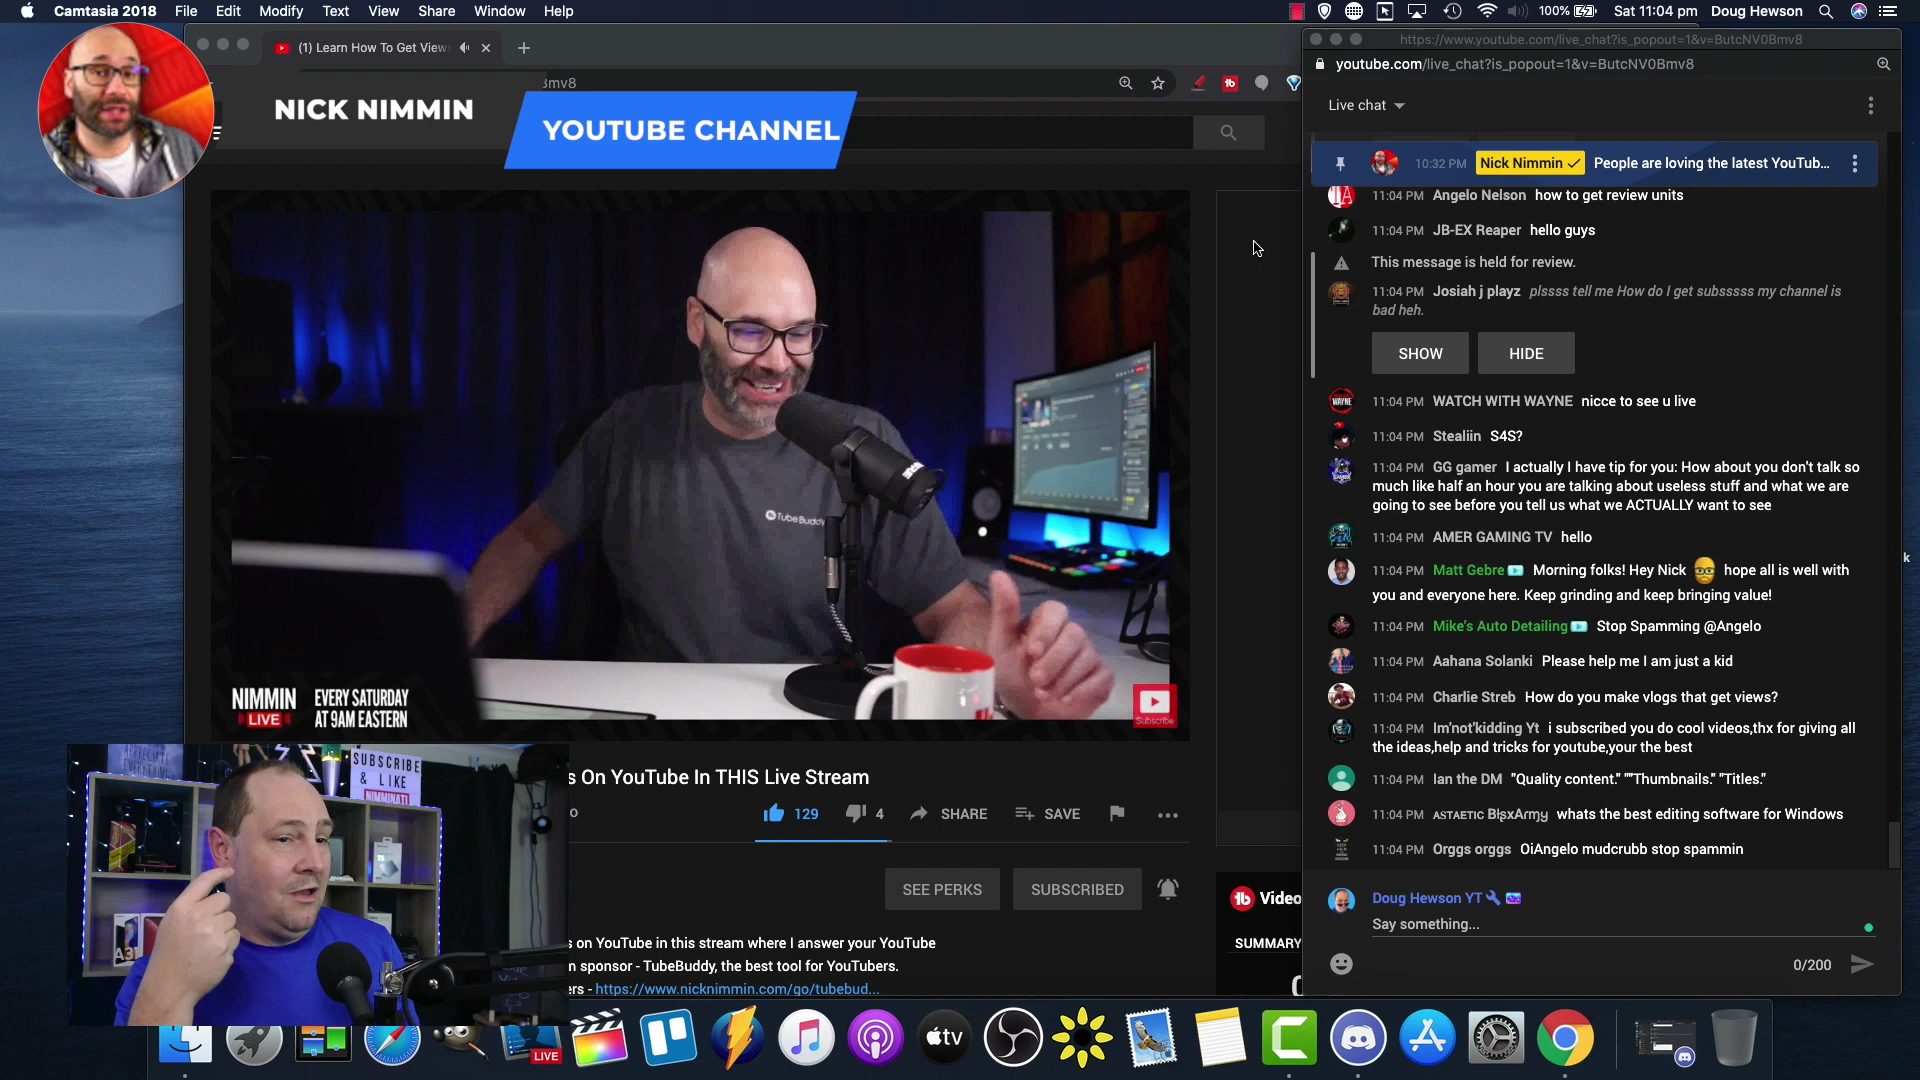 Camtasia 2018 File Edit Modify Text View Share Window Help
100% Sat 11:04 pm Doug Hewson
(1) Learn How To Get View
https://www.youtube.com/live_chat?is_popout=1&v=ButcNV0Bmv8
youtube.com/live_chat?is_popout=1&v=ButcNV0Bmv8
3mv8
NICK NIMMIN
YOUTUBE CHANNEL
Live chat
10:32 PM Nick Nimmin People are loving the latest YouTub...
11:04 PM Angelo Nelson how to get review units
11:04 PM JB-EX Reaper hello guys
This message is held for review.
11:04 PM Josiah j playz plssss tell me How do I get subsssss my channel is
bad heh.
SHOW HIDE
WAYNE
11:04 PM WATCH WITH WAYNE nicce to see u live
11:04 PM Stealiin S4S?
11:04 PM GG gamer I actually I have tip for you: How about you don't talk so
much like half an hour you are talking about useless stuff and what we are
going to see before you tell us what we ACTUALLY want to see
11:04 PM AMER GAMING TV hello
11:04 PM Matt Gebre Morning folks! Hey Nick hope all is well with
you and everyone here. Keep grinding and keep bringing value!
11:04 PM Mike's Auto Detailing Stop Spamming @Angelo
11:04 PM Aahana Solanki Please help me I am just a kid
11:04 PM Charlie Streb How do you make vlogs that get views?
11:04 PM Im'not'kidding Yt i subscribed you do cool videos,thx for giving all
the ideas,help and tricks for youtube,your the best
11:04 PM Ian the DM "Quality content." ""Thumbnails." "Titles."
11:04 PM ᴀsᴛᴀᴇᴛɪᴄ BlʂxArmy whats the best editing software for Windows
11:04 PM Orggs orggs OiAngelo mudcrubb stop spammin
Doug Hewson YT
Say something...
0/200
TubeBuddy
NIMMIN
LIVE
EVERY SATURDAY
AT 9AM EASTERN
Subscribe
s On YouTube In THIS Live Stream
129 4 SHARE SAVE
SEE PERKS SUBSCRIBED
s on YouTube in this stream where I answer your YouTube
n sponsor - TubeBuddy, the best tool for YouTubers.
ers - https://www.nicknimmin.com/go/tubebud...
Video
SUMMARY
APPRECIATE
EVERYONE
SUBSCRIBE
& LIKE
NIMMINATI
LIVE
tv
k